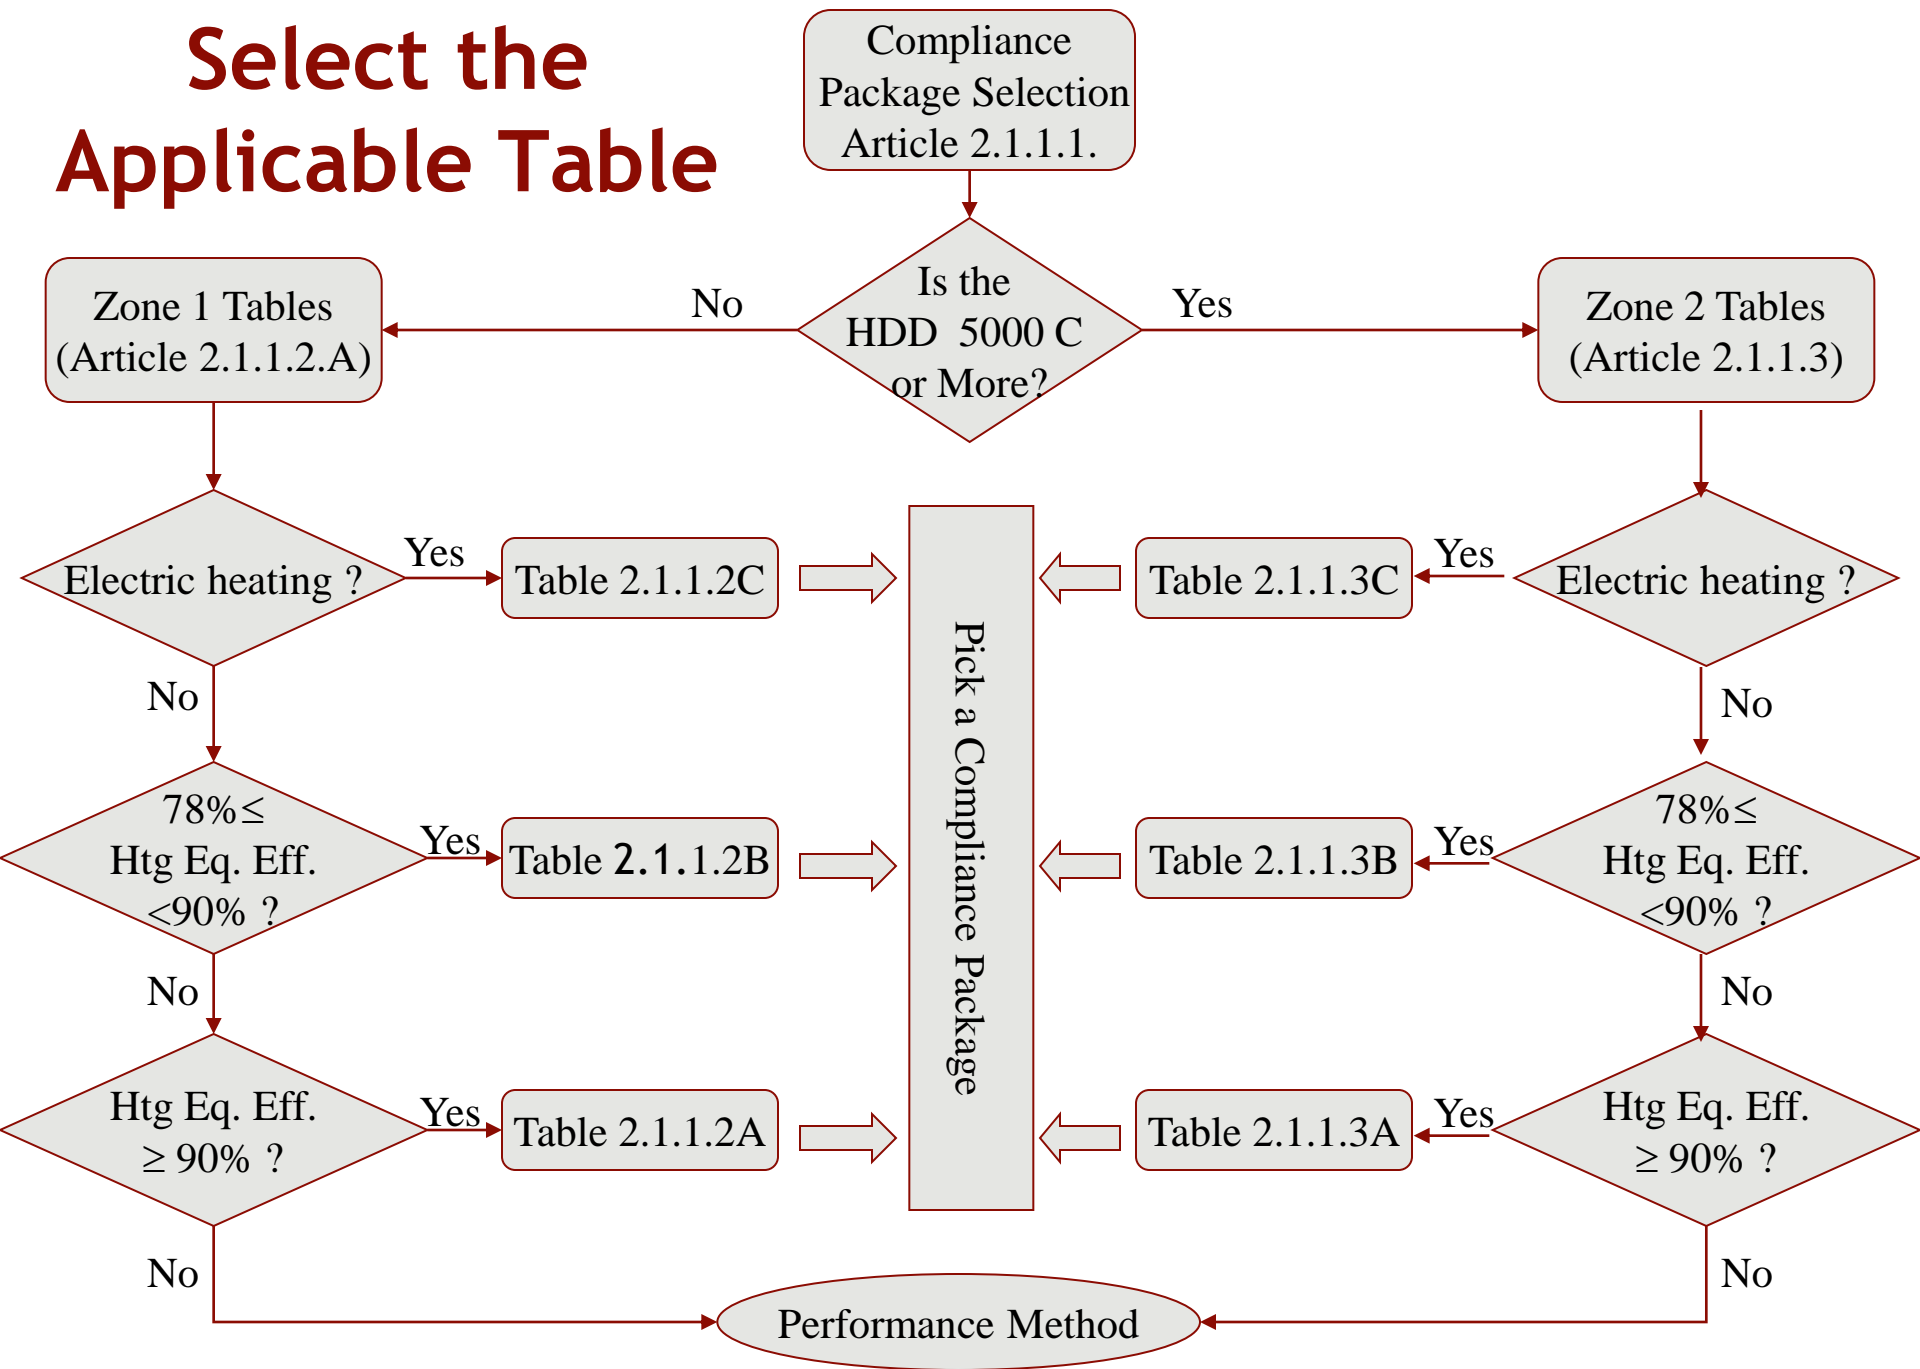 Select the
Applicable Table
Compliance
Package Selection
Article 2.1.1.1.
Is the
HDD  5000 C
or More?
No
Yes
Zone 1 Tables
(Article 2.1.1.2.A)
Zone 2 Tables
(Article 2.1.1.3)
Electric heating ?
Yes
Table 2.1.1.2C
Table 2.1.1.3C
Yes
Electric heating ?
No
No
Pick a Compliance Package
78%≤
Htg Eq. Eff.
<90% ?
Yes
Table 2.1.1.2B
Table 2.1.1.3B
Yes
78%≤
Htg Eq. Eff.
<90% ?
No
No
Htg Eq. Eff.
≥ 90% ?
Yes
Table 2.1.1.2A
Table 2.1.1.3A
Yes
Htg Eq. Eff.
≥ 90% ?
No
No
Performance Method